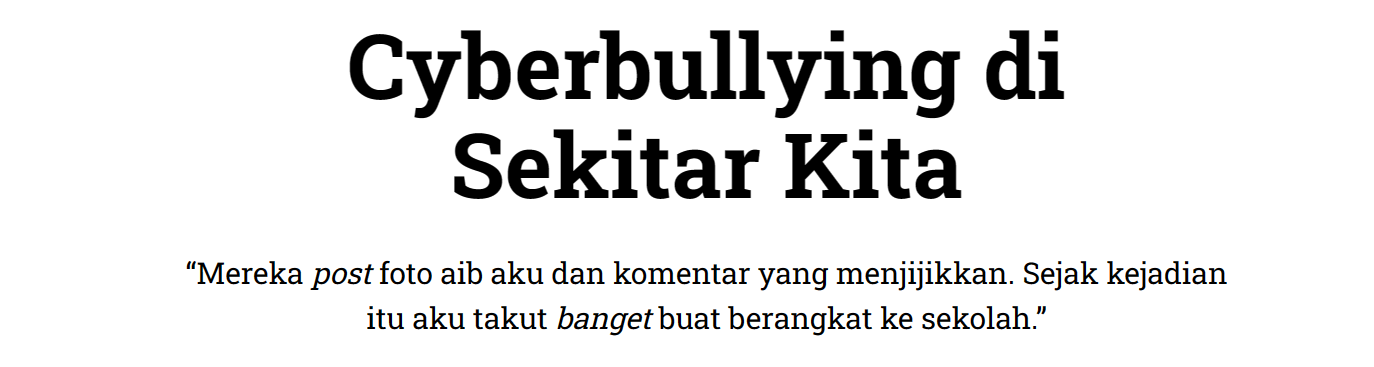 Cyberbullying di
Sekitar Kita
“Mereka post foto aib aku dan komentar yang menjijikkan. Sejak kejadian
itu aku takut banget buat berangkat ke sekolah.”